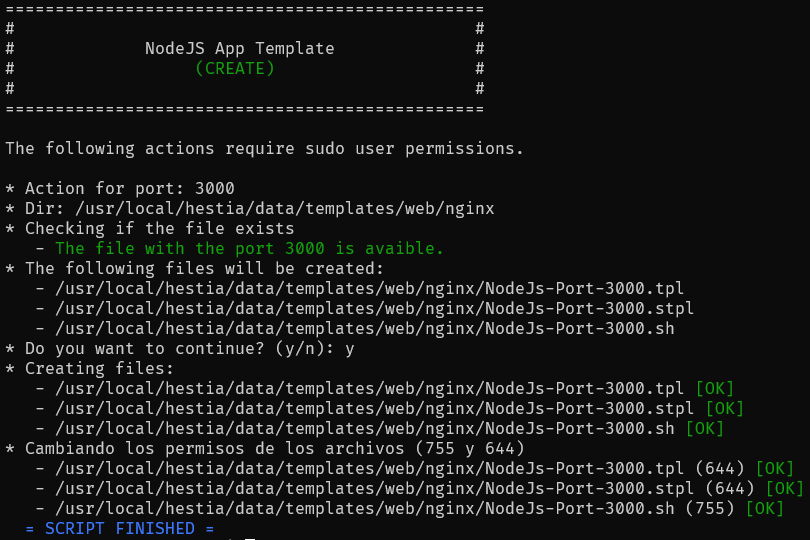 ================================================
#                                              #
#             NodeJS App Template              #
#                  (CREATE)                    #
#                                              #
================================================
The following actions require sudo user permissions.
* Action for port: 3000
* Dir: /usr/local/hestia/data/templates/web/nginx
* Checking if the file exists
   - The file with the port 3000 is avaible.
* The following files will be created:
   - /usr/local/hestia/data/templates/web/nginx/NodeJs-Port-3000.tpl
   - /usr/local/hestia/data/templates/web/nginx/NodeJs-Port-3000.stpl
   - /usr/local/hestia/data/templates/web/nginx/NodeJs-Port-3000.sh
* Do you want to continue? (y/n): y
* Creating files:
   - /usr/local/hestia/data/templates/web/nginx/NodeJs-Port-3000.tpl [OK]
   - /usr/local/hestia/data/templates/web/nginx/NodeJs-Port-3000.stpl [OK]
   - /usr/local/hestia/data/templates/web/nginx/NodeJs-Port-3000.sh [OK]
* Cambiando los permisos de los archivos (755 y 644)
   - /usr/local/hestia/data/templates/web/nginx/NodeJs-Port-3000.tpl (644) [OK]
   - /usr/local/hestia/data/templates/web/nginx/NodeJs-Port-3000.stpl (644) [OK]
   - /usr/local/hestia/data/templates/web/nginx/NodeJs-Port-3000.sh (755) [OK]
  = SCRIPT FINISHED =